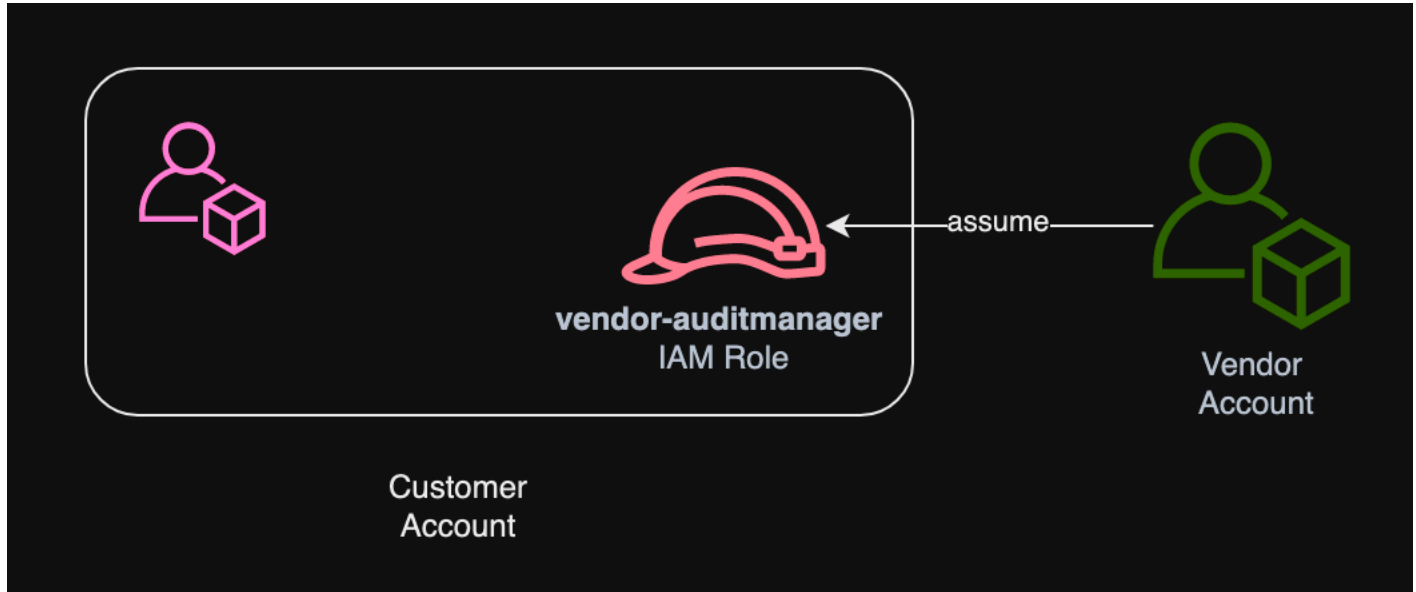 assume
vendor-auditmanager
IAM Role
Vendor
Account
Customer
Account